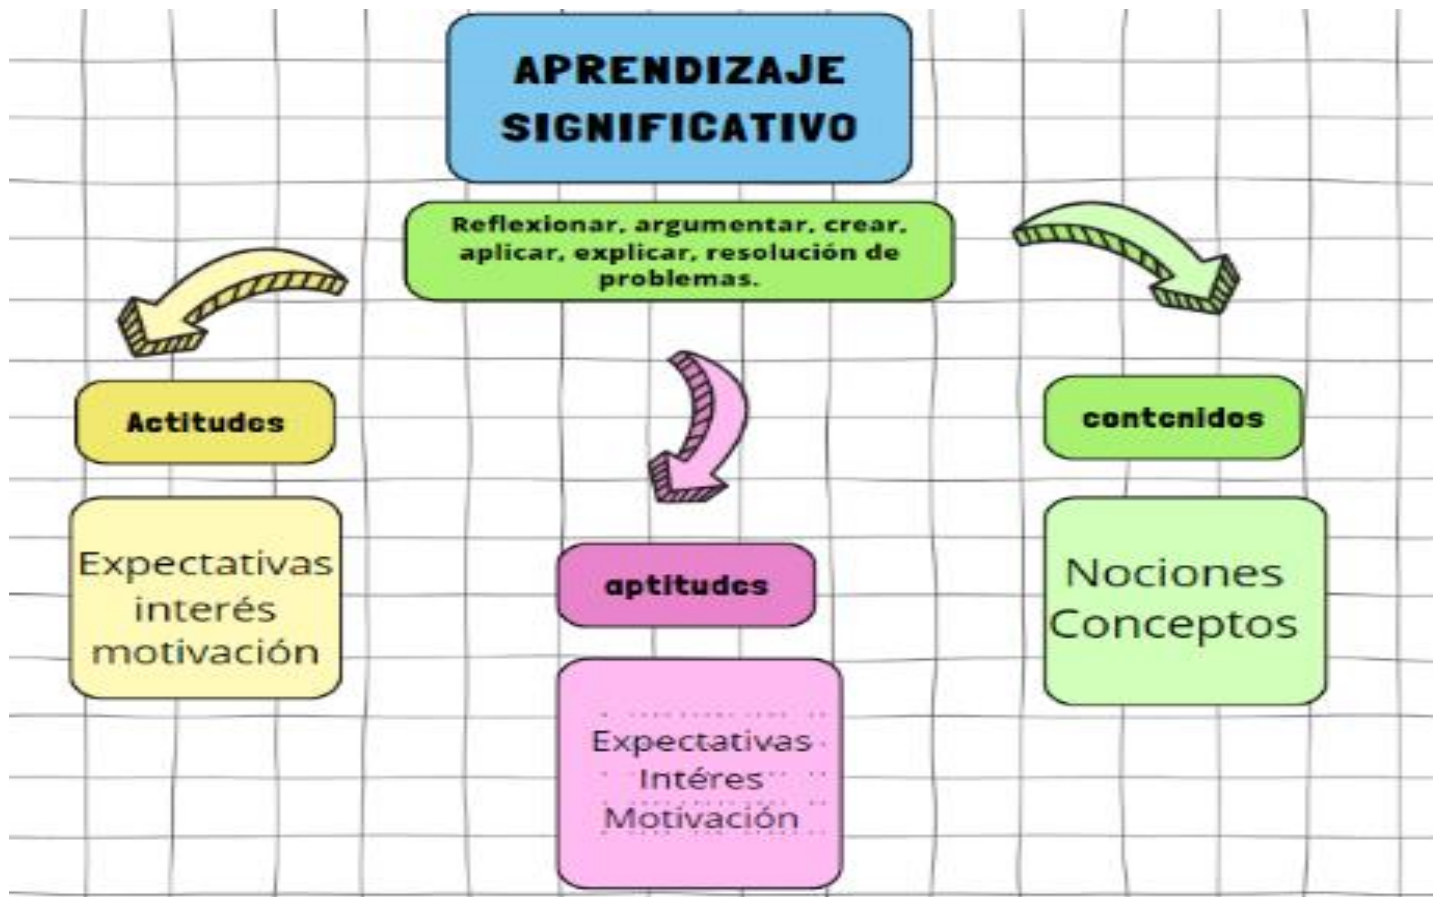 APRENDIZAJE
SIGNIFICATIVO
Reflexionar, argumentar, crear,
aplicar, explicar, resolución de
problemas.
Actitudes
Expectativas
interés
motivación
aptitudes
Expectativas
Intéres
Motivación
contenidos
Nociones
Conceptos